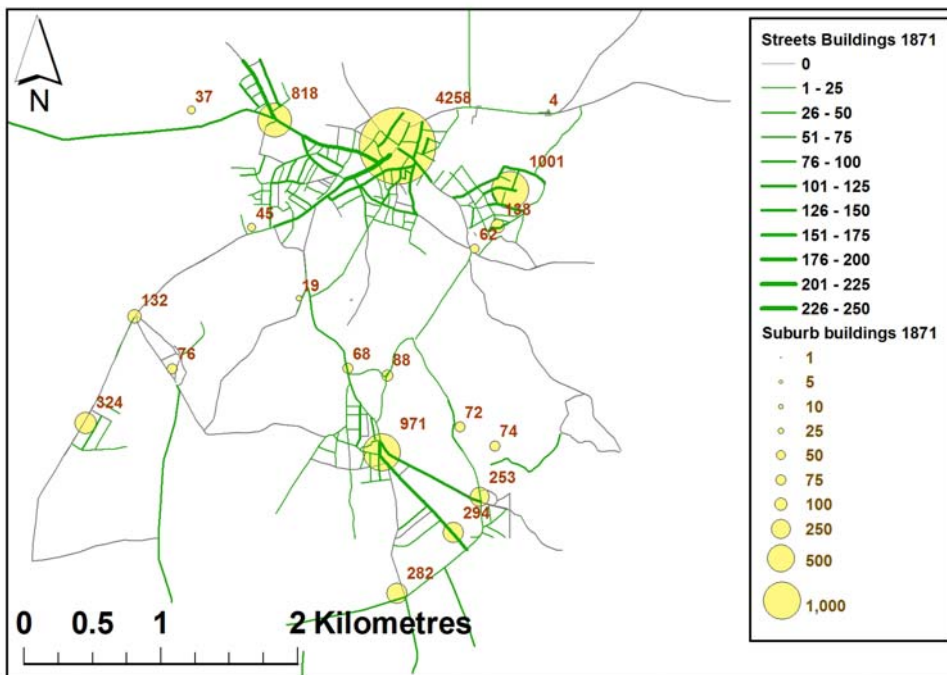 N
37
818
4258
4
1001
138
45
62
19
132
76
68
88
324
971
72
74
253
294
282
0 0.5 1 2 Kilometres
Streets Buildings 1871
0
1 - 25
26 - 50
51 - 75
76 - 100
101 - 125
126 - 150
151 - 175
176 - 200
201 - 225
226 - 250
Suburb buildings 1871
1
5
10
25
50
75
100
250
500
1,000